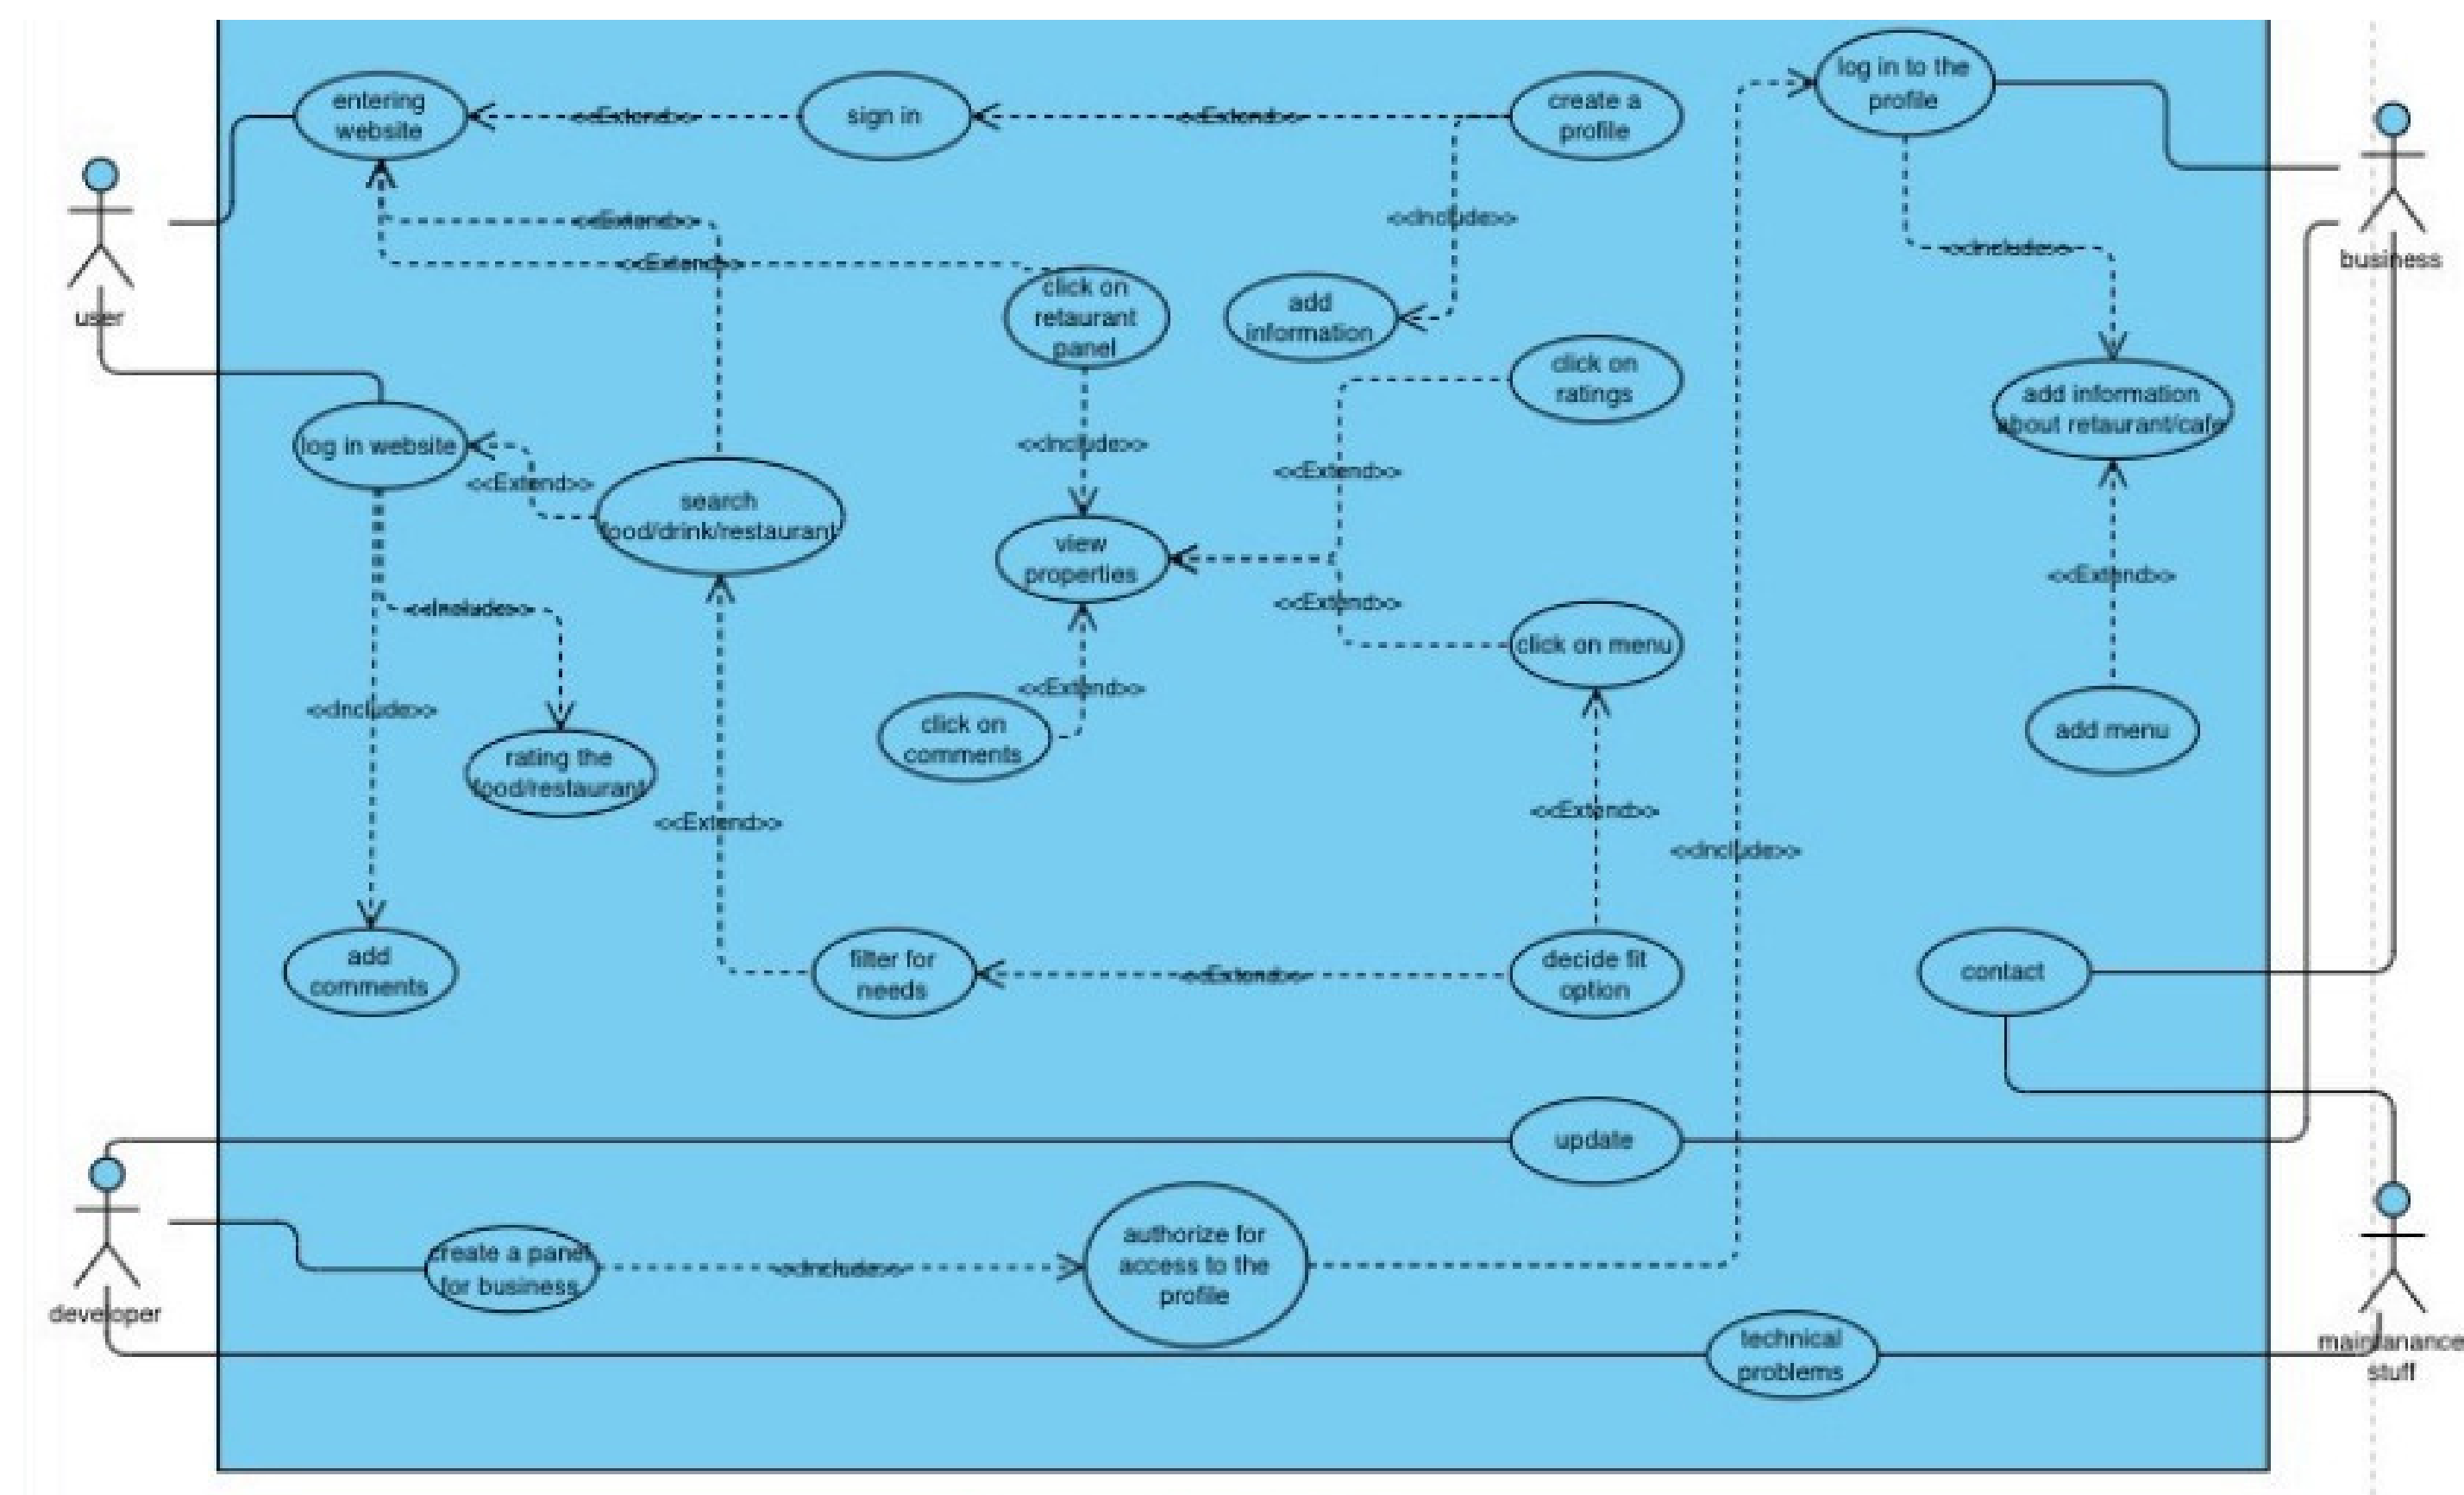 entering
website
<<Extend>>
sign in
<<Extend>>
create a
profile
log in to the
profile
user
<<Extend>>
<<Extend>>
click on
retaurant
panel
add
information
<<Include>>
<<Include>>
business
click on
ratings
add information
about retaurant/cafe
log in website
<<Extend>>
search
food/drink/restaurant
<<Include>>
<<Extend>>
view
properties
<<Extend>>
<<Extend>>
<<Includes>>
click on menu
<<Include>>
<<Extend>>
click on
comments
add menu
rating the
food/restaurant
<<Extend>>
<<Extend>>
<<Include>>
add
comments
filter for
needs
<<Extend>>
decide fit
option
contact
update
developer
create a panel
for business
<<Include>>
authorize for
access to the
profile
technical
problems
maintanance
stuff